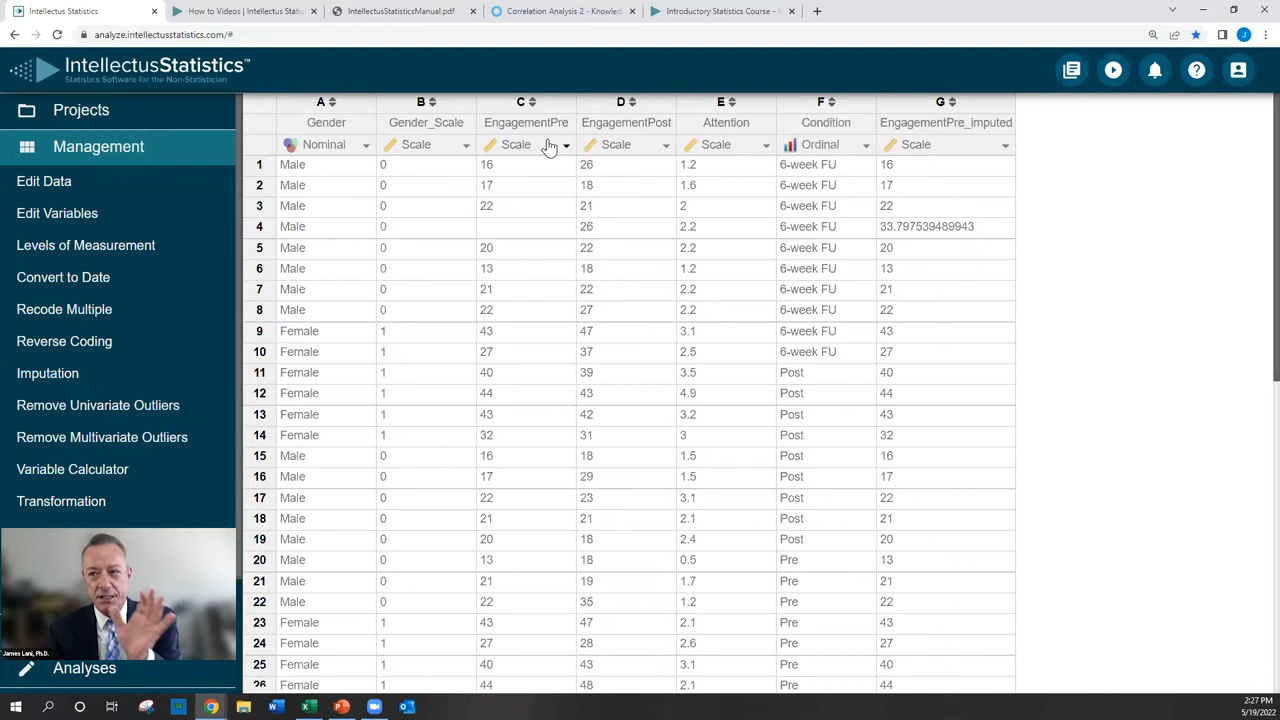 Intellectus Statistics
How to Videos | Intellectus Statis
IntellectusStatisticsManual.pdf
Correlation Analysis 2 - Knowled
Introductory Statistics Course - In
analyze.intellectusstatistics.com/#
J
IntellectusStatistics™
Statistics Software for the Non-Statistician
Projects
Management
Edit Data
Edit Variables
Levels of Measurement
Convert to Date
Recode Multiple
Reverse Coding
Imputation
Remove Univariate Outliers
Remove Multivariate Outliers
Variable Calculator
Transformation
James Lani, Ph.D.
Analyses
A B C D E F G
Gender Gender_Scale EngagementPre EngagementPost Attention Condition EngagementPre_imputed
Nominal Scale Scale Scale Scale Ordinal Scale
1 Male 0 16 26 1.2 6-week FU 16
2 Male 0 17 18 1.6 6-week FU 17
3 Male 0 22 21 2 6-week FU 22
4 Male 0 26 2.2 6-week FU 33.797539489943
5 Male 0 20 22 2.2 6-week FU 20
6 Male 0 13 18 1.2 6-week FU 13
7 Male 0 21 22 2.2 6-week FU 21
8 Male 0 22 27 2.2 6-week FU 22
9 Female 1 43 47 3.1 6-week FU 43
10 Female 1 27 37 2.5 6-week FU 27
11 Female 1 40 39 3.5 Post 40
12 Female 1 44 43 4.9 Post 44
13 Female 1 43 42 3.2 Post 43
14 Female 1 32 31 3 Post 32
15 Male 0 16 18 1.5 Post 16
16 Male 0 17 29 1.5 Post 17
17 Male 0 22 23 3.1 Post 22
18 Male 0 21 21 2.1 Post 21
19 Male 0 20 18 2.4 Post 20
20 Male 0 13 18 0.5 Pre 13
21 Male 0 21 19 1.7 Pre 21
22 Male 0 22 35 1.2 Pre 22
23 Female 1 43 47 2.1 Pre 43
24 Female 1 27 28 2.6 Pre 27
25 Female 1 40 43 3.1 Pre 40
26 Female 1 44 48 2.1 Pre 44
2:27 PM
5/19/2022